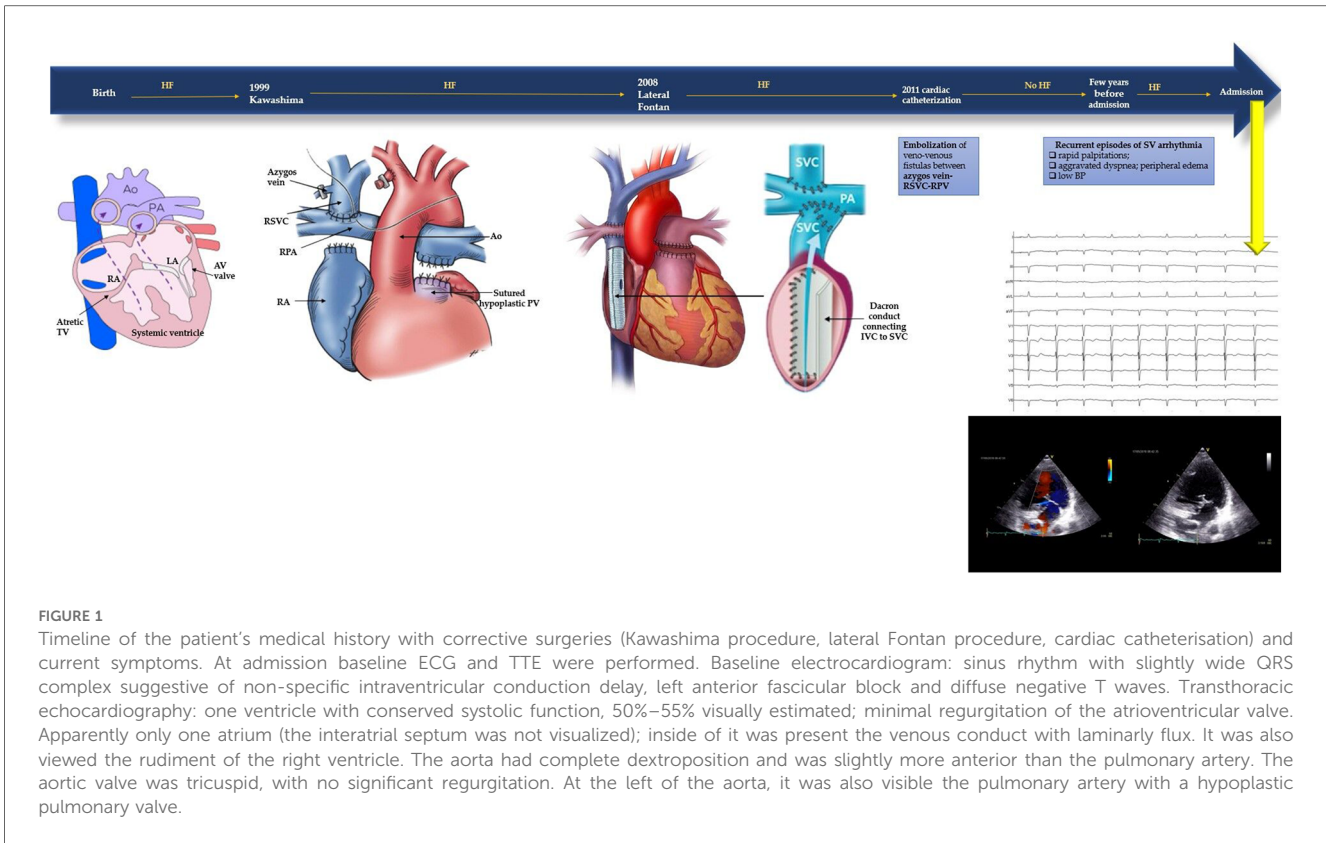 Birth
HF
1999
Kawashima
HF
2008
Lateral
Fontan
HF
2011 cardiac
catheterization
No HF
Few years
before
admission
HF
Admission
Ao
PA
LA
RA
AV
valve
Atretic
TV
Systemic ventricle
Azygos
vein
RSVC
RPA
RA
Ao
Sutured
hypoplastic PV
SVC
PA
SVC
Dacron
conduct
connecting
IVC to SVC
Embolization of
veno-venous
fistulas between
azygos vein-
RSVC-RPV
Recurrent episodes of SV arrhythmia
❑ rapid palpitations;
❑ aggravated dyspnea; peripheral edema
❑ low BP
V2
V3
V4
V5
V6
FIGURE 1
Timeline of the patient's medical history with corrective surgeries (Kawashima procedure, lateral Fontan procedure, cardiac catheterisation) and
current symptoms. At admission baseline ECG and TTE were performed. Baseline electrocardiogram: sinus rhythm with slightly wide QRS
complex suggestive of non-specific intraventricular conduction delay, left anterior fascicular block and diffuse negative T waves. Transthoracic
echocardiography: one ventricle with conserved systolic function, 50%–55% visually estimated; minimal regurgitation of the atrioventricular valve.
Apparently only one atrium (the interatrial septum was not visualized); inside of it was present the venous conduct with laminarly flux. It was also
viewed the rudiment of the right ventricle. The aorta had complete dextroposition and was slightly more anterior than the pulmonary artery. The
aortic valve was tricuspid, with no significant regurgitation. At the left of the aorta, it was also visible the pulmonary artery with a hypoplastic
pulmonary valve.